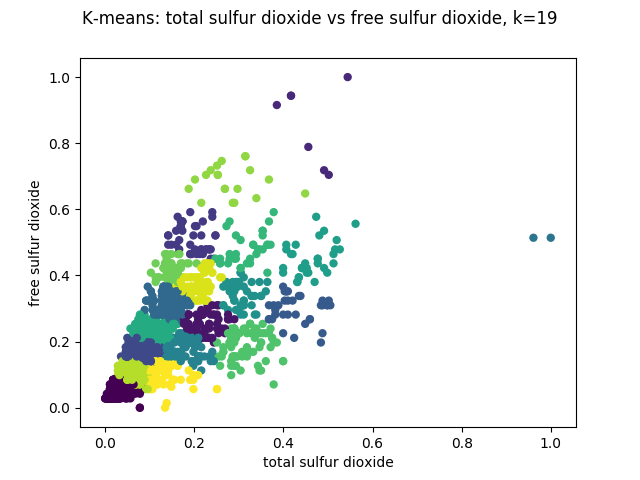 K-means: total sulfur dioxide vs free sulfur dioxide, k=19
1.0
0.8
0.6
0.4
0.2
0.0
free sulfur dioxide
0.0 0.2 0.4 0.6 0.8 1.0
total sulfur dioxide